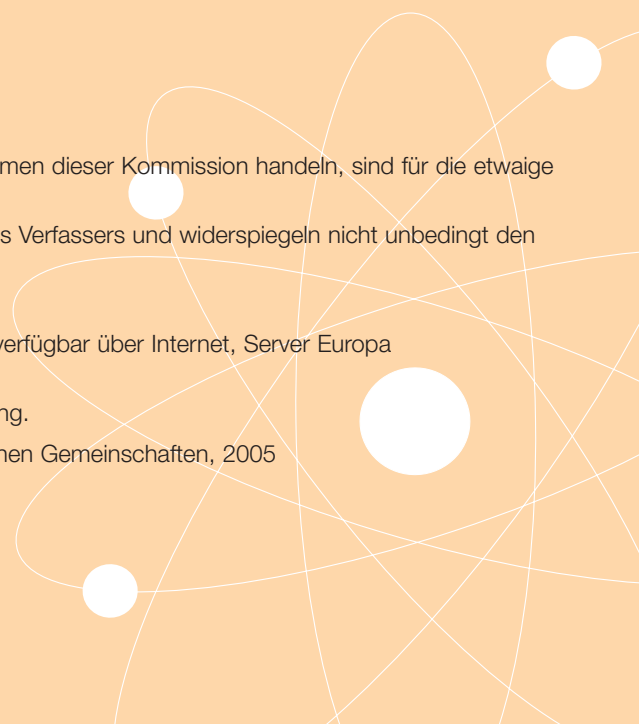 men dieser Kommission handeln, sind für die etwaige
s Verfassers und widerspiegeln nicht unbedingt den
verfügbar über Internet, Server Europa
ng.
hen Gemeinschaften, 2005